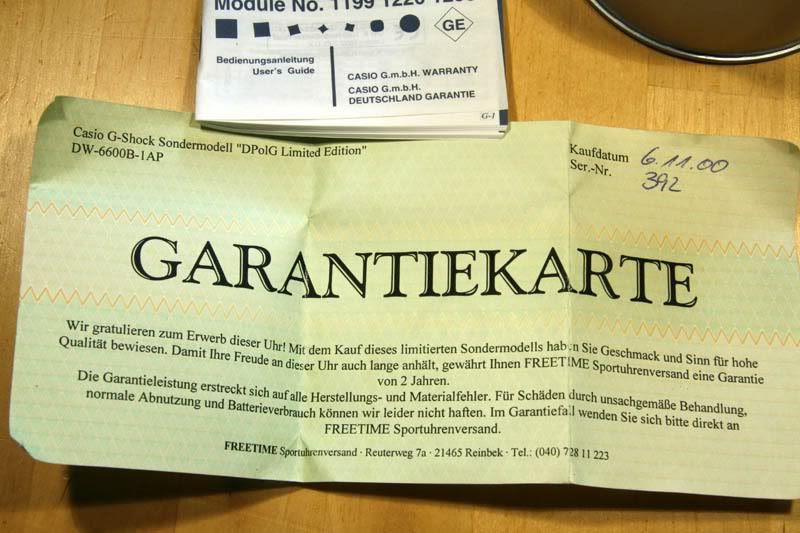 Module No. 1199 1220
GE
Bedienungsanleitung
User's Guide
CASIO G.m.b.H. WARRANTY
CASIO G.m.b.H.
DEUTSCHLAND GARANTIE
G-1
Casio G-Shock Sondermodell "DPolG Limited Edition"
DW-6600B-1AP
Kaufdatum 6.11.00
Ser.-Nr. 392
GARANTIEKARTE
Wir gratulieren zum Erwerb dieser Uhr! Mit dem Kauf dieses limitierten Sondermodells haben Sie Geschmack und Sinn für hohe
Qualität bewiesen. Damit Ihre Freude an dieser Uhr auch lange anhält, gewährt Ihnen FREETIME Sportuhrenversand eine Garantie
von 2 Jahren.
Die Garantieleistung erstreckt sich auf alle Herstellungs- und Materialfehler. Für Schäden durch unsachgemäße Behandlung,
normale Abnutzung und Batterieverbrauch können wir leider nicht haften. Im Garantiefall wenden Sie sich bitte direkt an
FREETIME Sportuhrenversand.
FREETIME Sportuhrenversand · Reuterweg 7a · 21465 Reinbek · Tel.: (040) 728 11 223